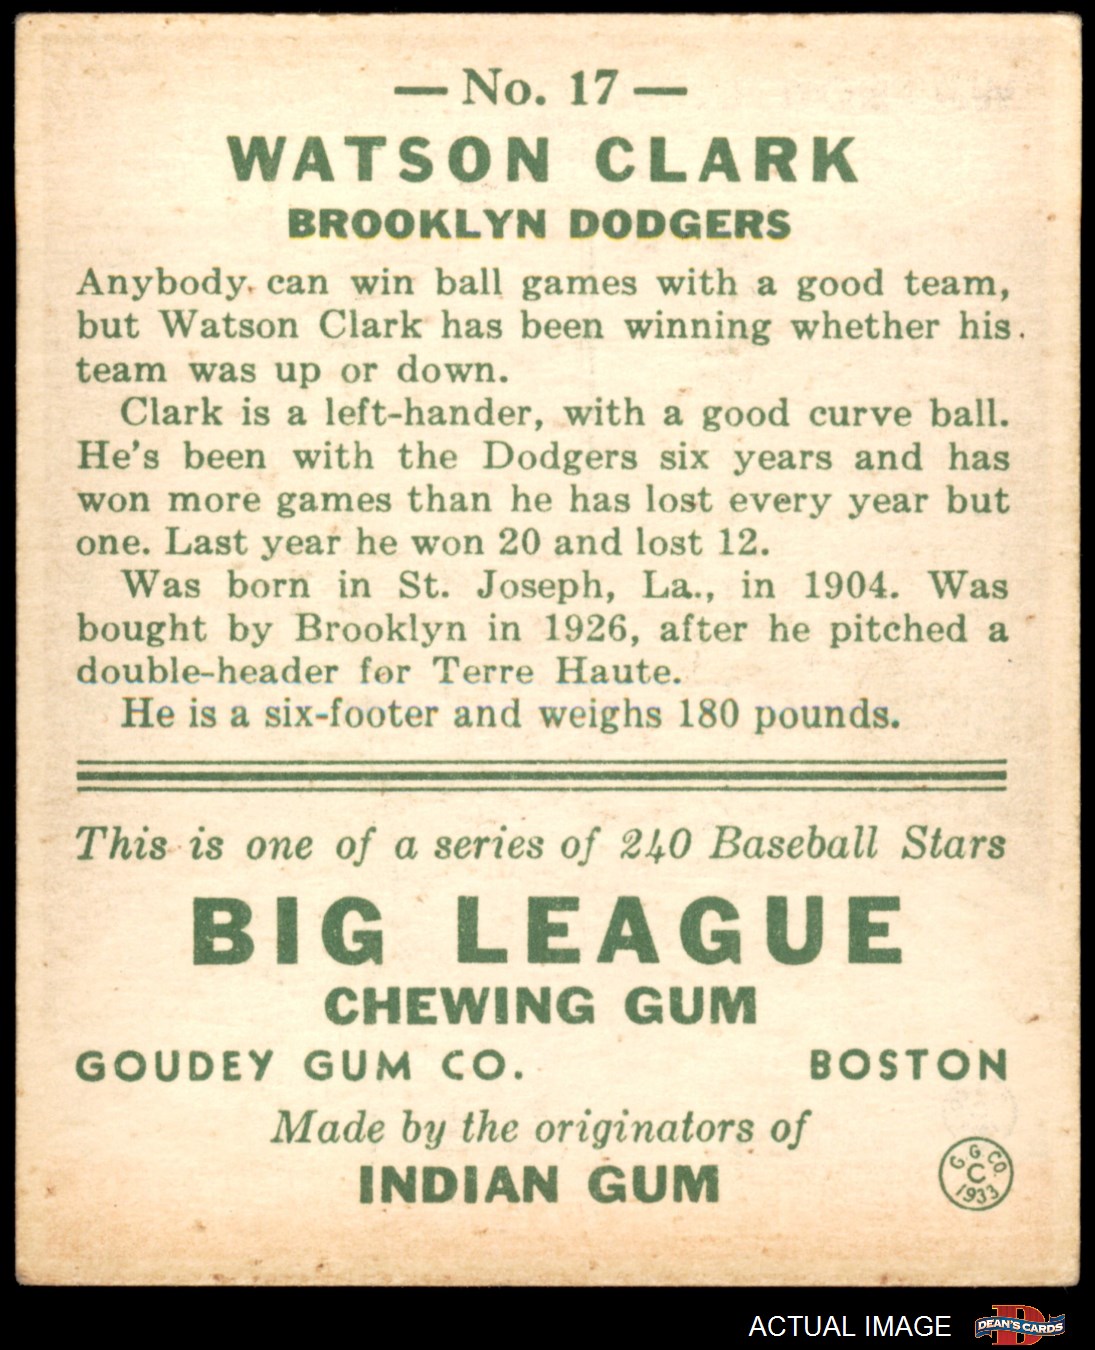 — No. 17 —
WATSON CLARK
BROOKLYN DODGERS
Anybody can win ball games with a good team,
but Watson Clark has been winning whether his
team was up or down.
Clark is a left-hander, with a good curve ball.
He's been with the Dodgers six years and has
won more games than he has lost every year but
one. Last year he won 20 and lost 12.
Was born in St. Joseph, La., in 1904. Was
bought by Brooklyn in 1926, after he pitched a
double-header for Terre Haute.
He is a six-footer and weighs 180 pounds.
This is one of a series of 240 Baseball Stars
BIG LEAGUE
CHEWING GUM
GOUDEY GUM CO. BOSTON
Made by the originators of
INDIAN GUM
G. G. CO.
C
1933
ACTUAL IMAGE
D
DEAN'S CARDS